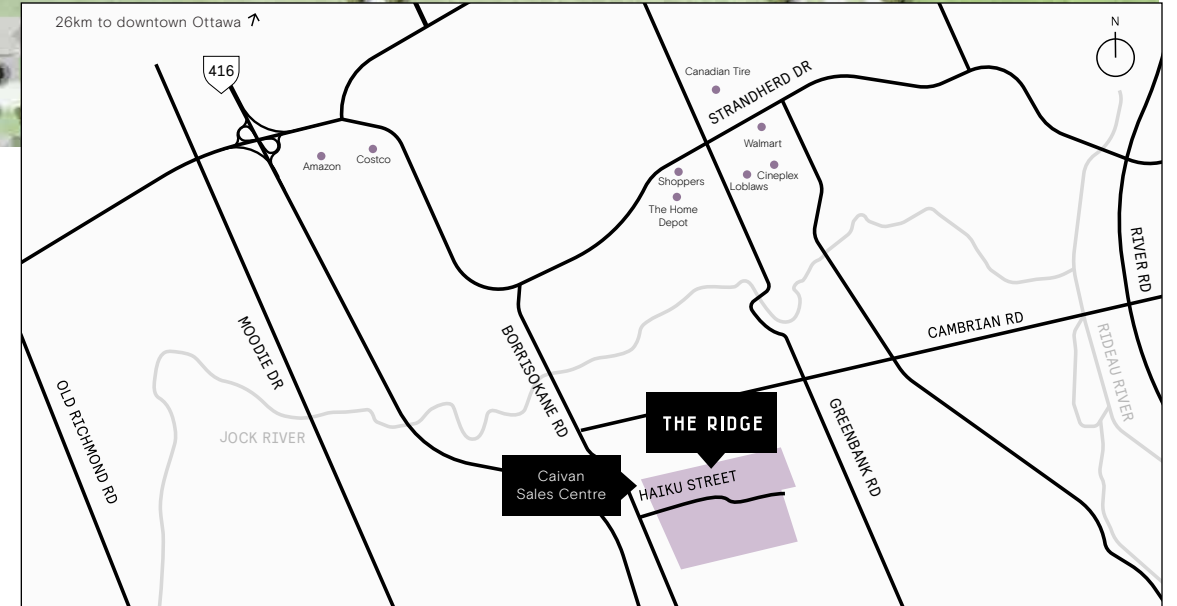 26km to downtown Ottawa
N
416
Canadian Tire
STRANDHERD DR
Walmart
Amazon
Costco
Shoppers
Cineplex
Loblaws
The Home
Depot
RIVER RD
MOODIE DR
BORRISOKANE RD
CAMBRIAN RD
RIDEAU RIVER
OLD RICHMOND RD
JOCK RIVER
THE RIDGE
GREENBANK RD
Caivan
Sales Centre
HAIKU STREET